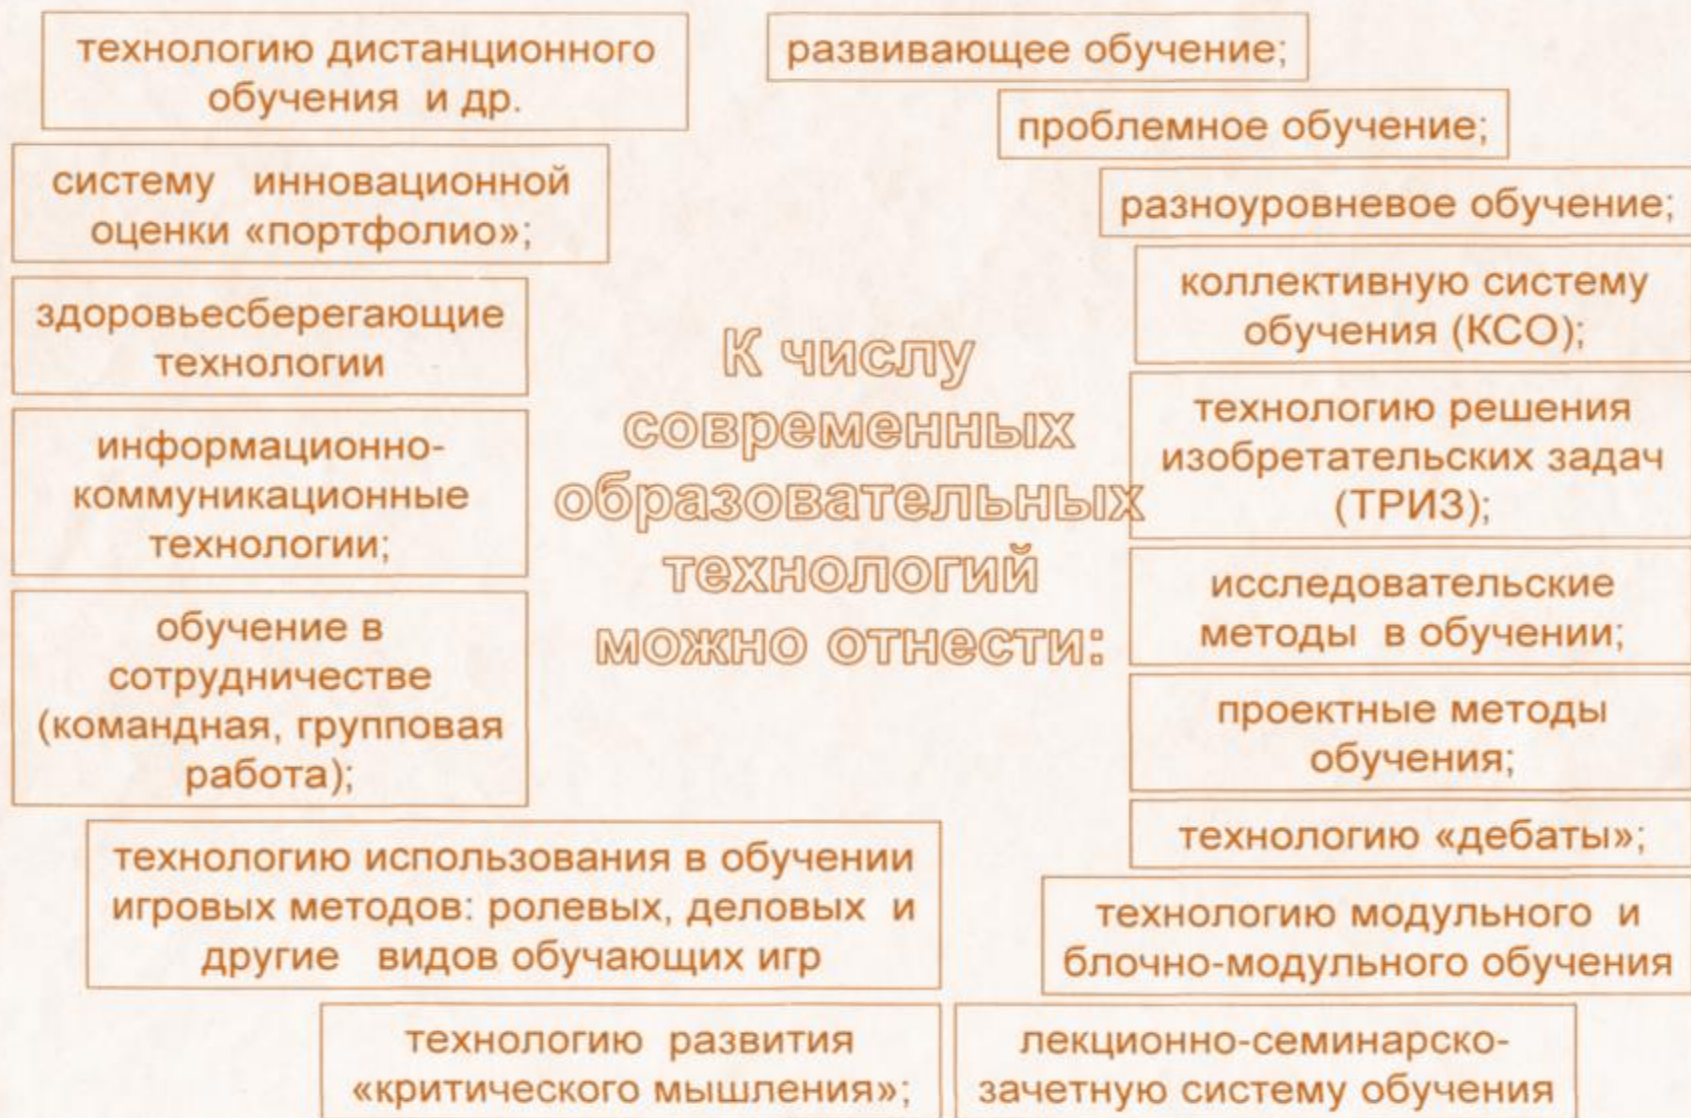 К числу
современных
образовательных
технологий
можно отнести:
развивающее обучение;
проблемное обучение;
разноуровневое обучение;
коллективную систему
обучения (КСО);
технологию решения
изобретательских задач
(ТРИЗ);
исследовательские
методы в обучении;
проектные методы
обучения;
технологию «дебаты»;
технологию модульного и
блочно-модульного обучения
лекционно-семинарско-
зачетную систему обучения
технологию развития
«критического мышления»;
технологию использования в обучении
игровых методов: ролевых, деловых и
другие видов обучающих игр
обучение в
сотрудничестве
(командная, групповая
работа);
информационно-
коммуникационные
технологии;
здоровьесберегающие
технологии
систему инновационной
оценки «портфолио»;
технологию дистанционного
обучения и др.